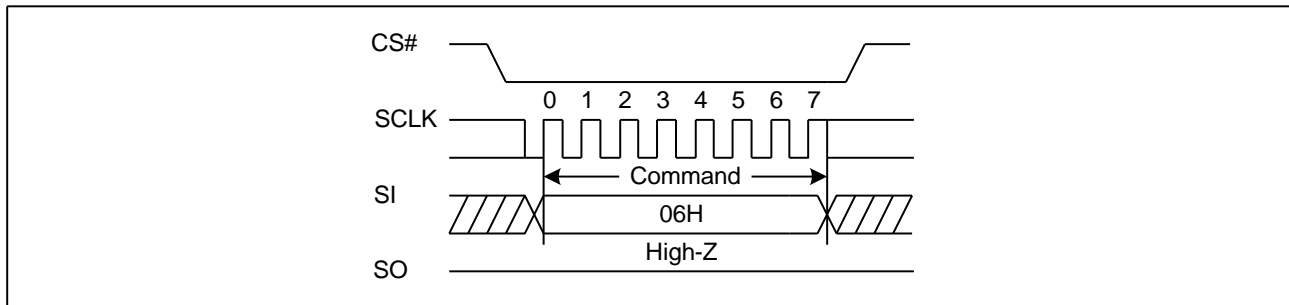 CS#
0 1 2 3 4 5 6 7
SCLK
Command
SI
06H
High-Z
SO